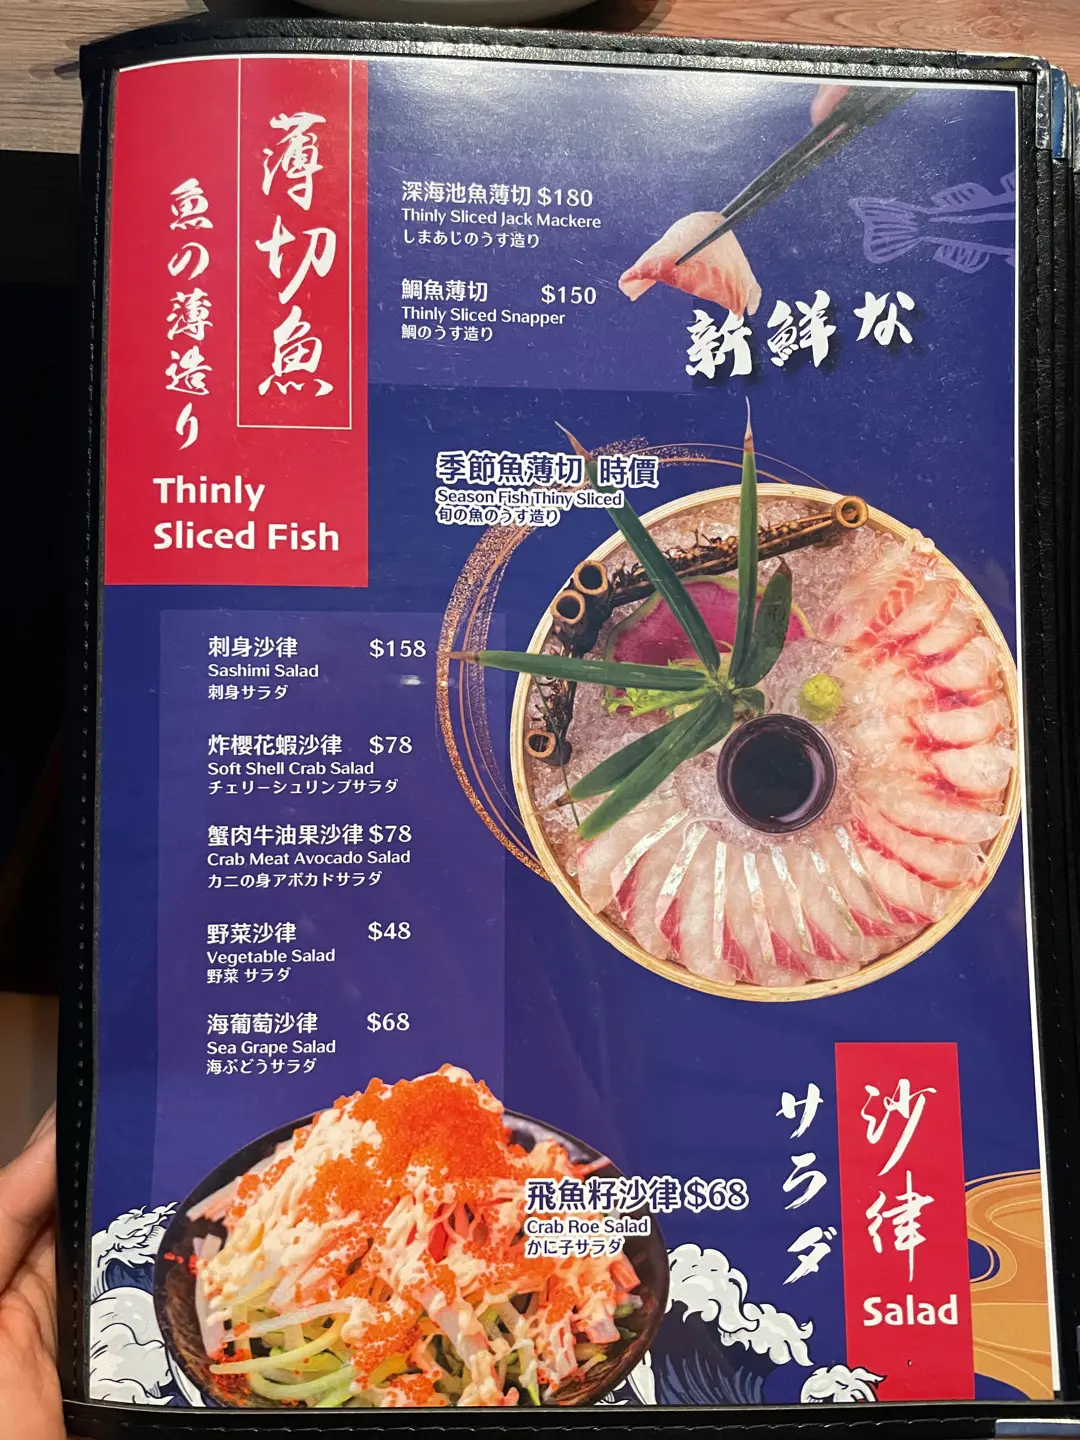 薄切魚
魚の薄造り
Thinly
Sliced Fish
深海池魚薄切 $180
Thinly Sliced Jack Mackere
しまあじのうす造り
鯛魚薄切 $150
Thinly Sliced Snapper
鯛のうす造り
新鮮な
季節魚薄切 時價
Season Fish Thiny Sliced
旬の魚のうす造り
刺身沙律 $158
Sashimi Salad
刺身サラダ
炸櫻花蝦沙律 $78
Soft Shell Crab Salad
チェリーシュリンプサラダ
蟹肉牛油果沙律 $78
Crab Meat Avocado Salad
カニの身アボカドサラダ
野菜沙律 $48
Vegetable Salad
野菜 サラダ
海葡萄沙律 $68
Sea Grape Salad
海ぶどうサラダ
飛魚籽沙律 $68
Crab Roe Salad
かに子サラダ
沙律
サラダ
Salad